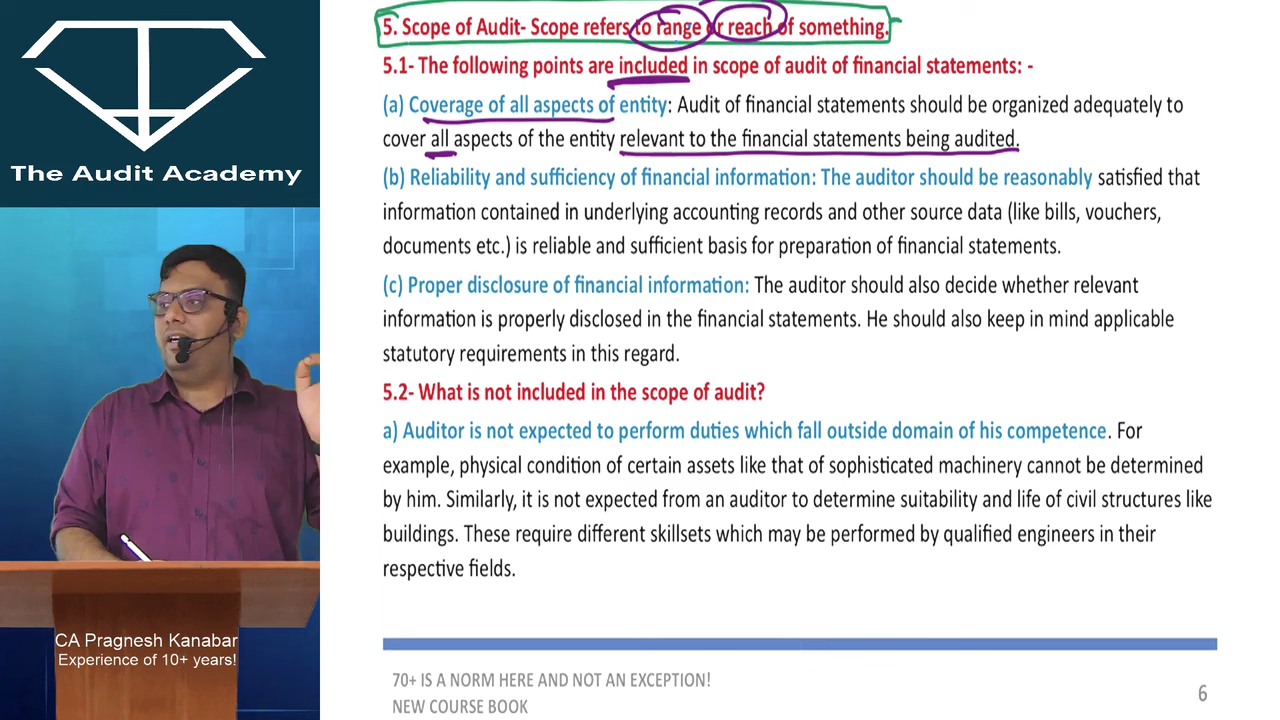 The Audit Academy
CA Pragnesh Kanabar
Experience of 10+ years!
5. Scope of Audit- Scope refers to range or reach of something.
5.1- The following points are included in scope of audit of financial statements: -
(a) Coverage of all aspects of entity: Audit of financial statements should be organized adequately to
cover all aspects of the entity relevant to the financial statements being audited.
(b) Reliability and sufficiency of financial information: The auditor should be reasonably satisfied that
information contained in underlying accounting records and other source data (like bills, vouchers,
documents etc.) is reliable and sufficient basis for preparation of financial statements.
(c) Proper disclosure of financial information: The auditor should also decide whether relevant
information is properly disclosed in the financial statements. He should also keep in mind applicable
statutory requirements in this regard.
5.2- What is not included in the scope of audit?
a) Auditor is not expected to perform duties which fall outside domain of his competence. For
example, physical condition of certain assets like that of sophisticated machinery cannot be determined
by him. Similarly, it is not expected from an auditor to determine suitability and life of civil structures like
buildings. These require different skillsets which may be performed by qualified engineers in their
respective fields.
70+ IS A NORM HERE AND NOT AN EXCEPTION!
NEW COURSE BOOK
6